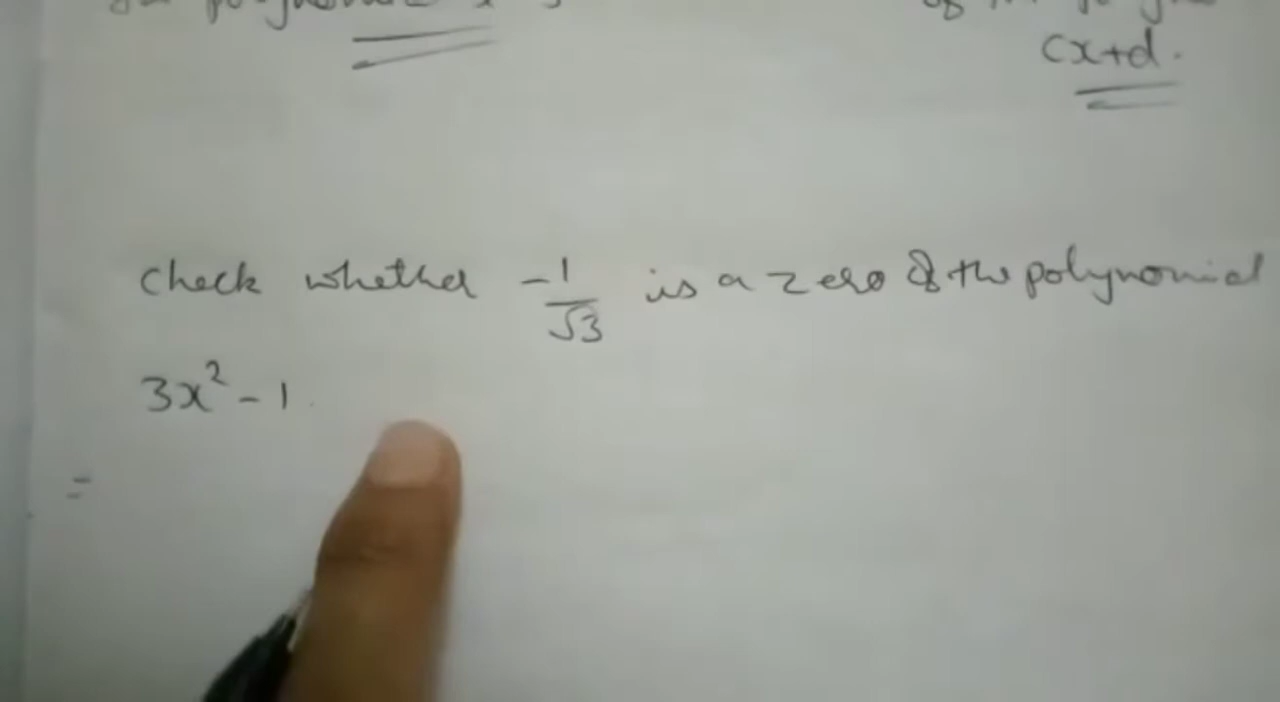 cx+d.
Check whether -1/√3 is a zero of the polynomial
3x² - 1.
=